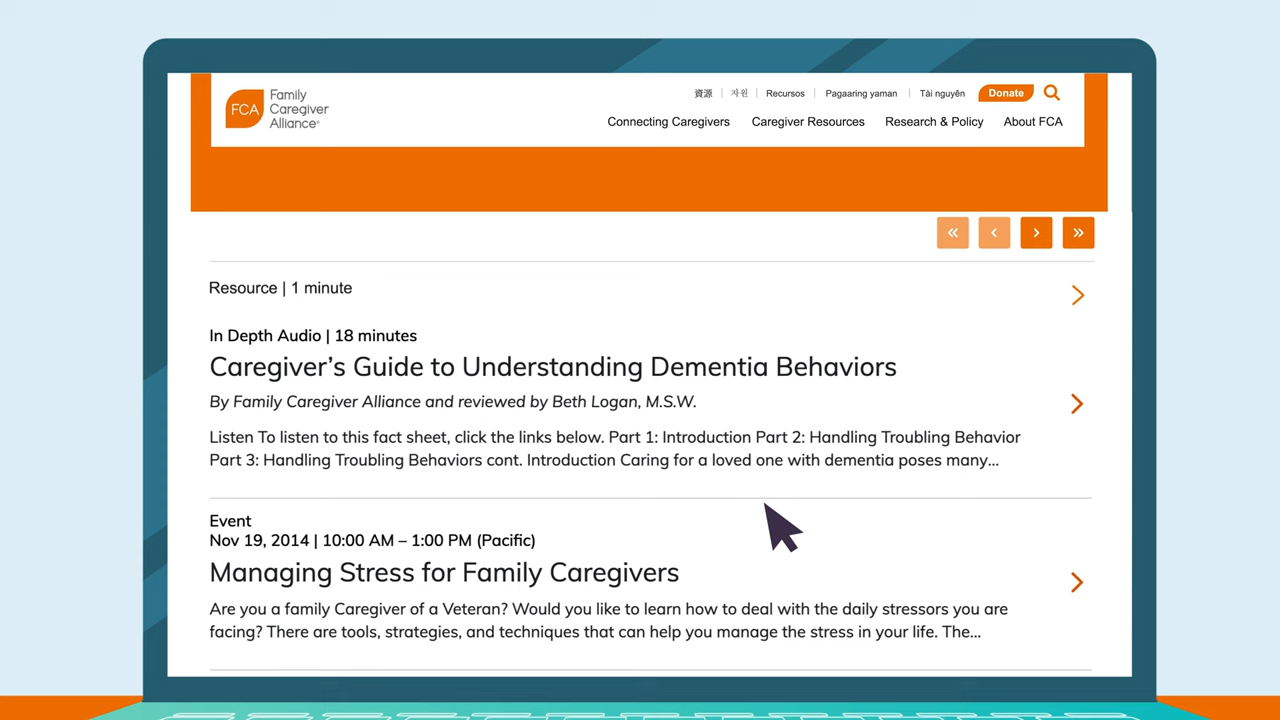 FCA
Family
Caregiver
Alliance®
資源 | 자원 | Recursos | Pagaaring yaman | Tài nguyên
Donate
Connecting Caregivers Caregiver Resources Research & Policy About FCA
« ‹ › »
Resource | 1 minute
In Depth Audio | 18 minutes
Caregiver’s Guide to Understanding Dementia Behaviors
By Family Caregiver Alliance and reviewed by Beth Logan, M.S.W.
Listen To listen to this fact sheet, click the links below. Part 1: Introduction Part 2: Handling Troubling Behavior
Part 3: Handling Troubling Behaviors cont. Introduction Caring for a loved one with dementia poses many...
Event
Nov 19, 2014 | 10:00 AM – 1:00 PM (Pacific)
Managing Stress for Family Caregivers
Are you a family Caregiver of a Veteran? Would you like to learn how to deal with the daily stressors you are
facing? There are tools, strategies, and techniques that can help you manage the stress in your life. The...